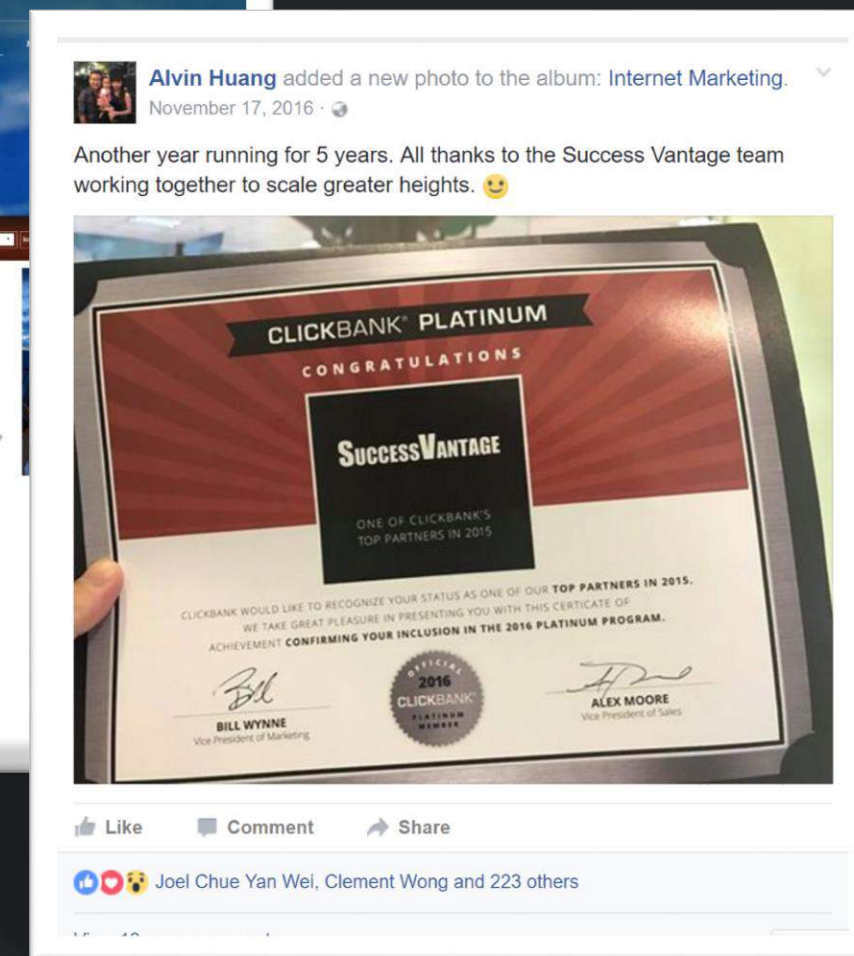 Alvin Huang added a new photo to the album: Internet Marketing.
November 17, 2016 ·
Another year running for 5 years. All thanks to the Success Vantage team
working together to scale greater heights.
CLICKBANK® PLATINUM
CONGRATULATIONS
SUCCESSVANTAGE
ONE OF CLICKBANK'S
TOP PARTNERS IN 2015
CLICKBANK WOULD LIKE TO RECOGNIZE YOUR STATUS AS ONE OF OUR TOP PARTNERS IN 2015.
WE TAKE GREAT PLEASURE IN PRESENTING YOU WITH THIS CERTICATE OF
ACHIEVEMENT CONFIRMING YOUR INCLUSION IN THE 2016 PLATINUM PROGRAM.
Bill
BILL WYNNE
Vice President of Marketing
OFFICIAL
2016
CLICKBANK
PLATINUM
MEMBER
ALEX MOORE
Vice President of Sales
Like Comment Share
Joel Chue Yan Wei, Clement Wong and 223 others